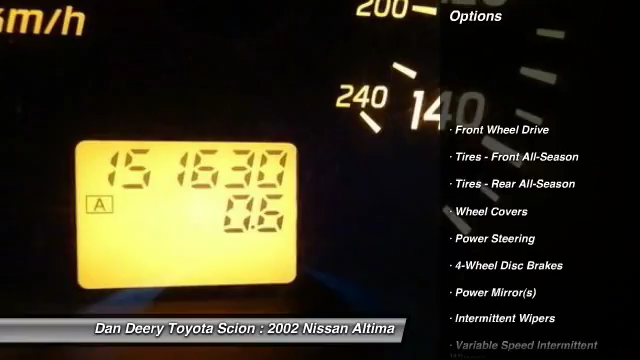 km/h
200
240
140
151630
A
0.6
Options
· Front Wheel Drive
· Tires - Front All-Season
· Tires - Rear All-Season
· Wheel Covers
· Power Steering
· 4-Wheel Disc Brakes
· Power Mirror(s)
· Intermittent Wipers
· Variable Speed Intermittent
Dan Deery Toyota Scion : 2002 Nissan Altima